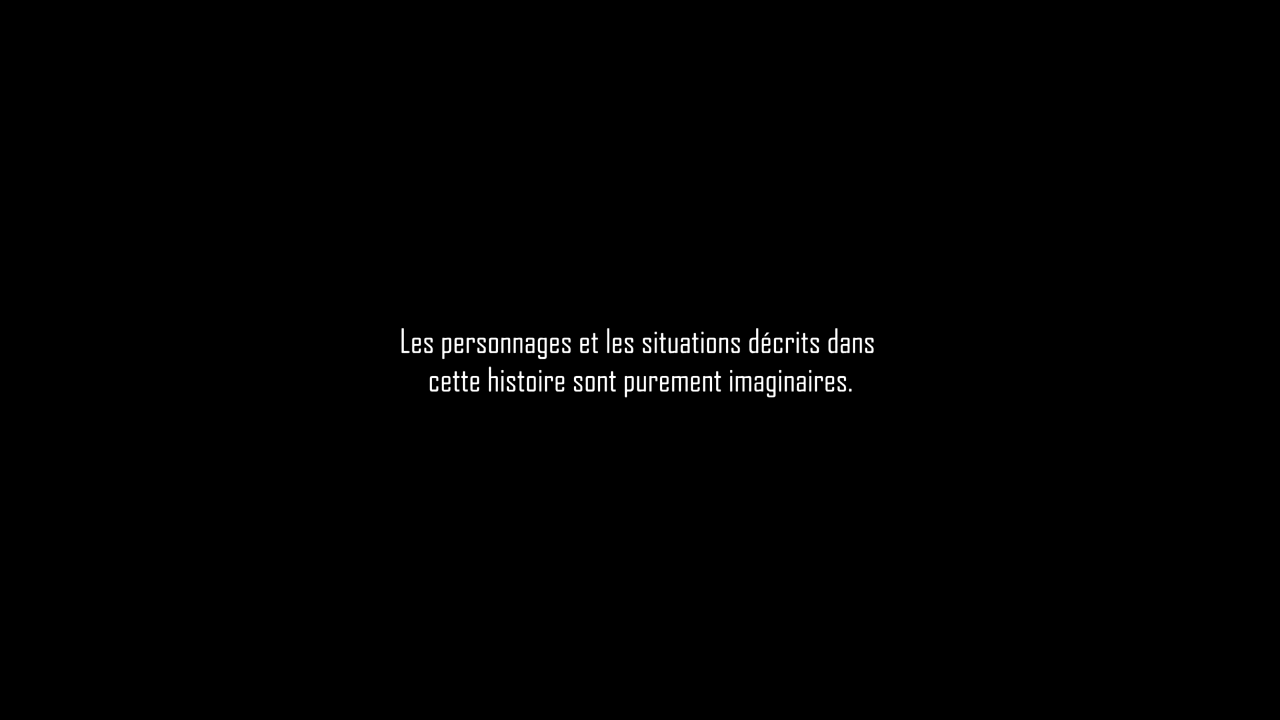 Les personnages et les situations décrits dans
cette histoire sont purement imaginaires.